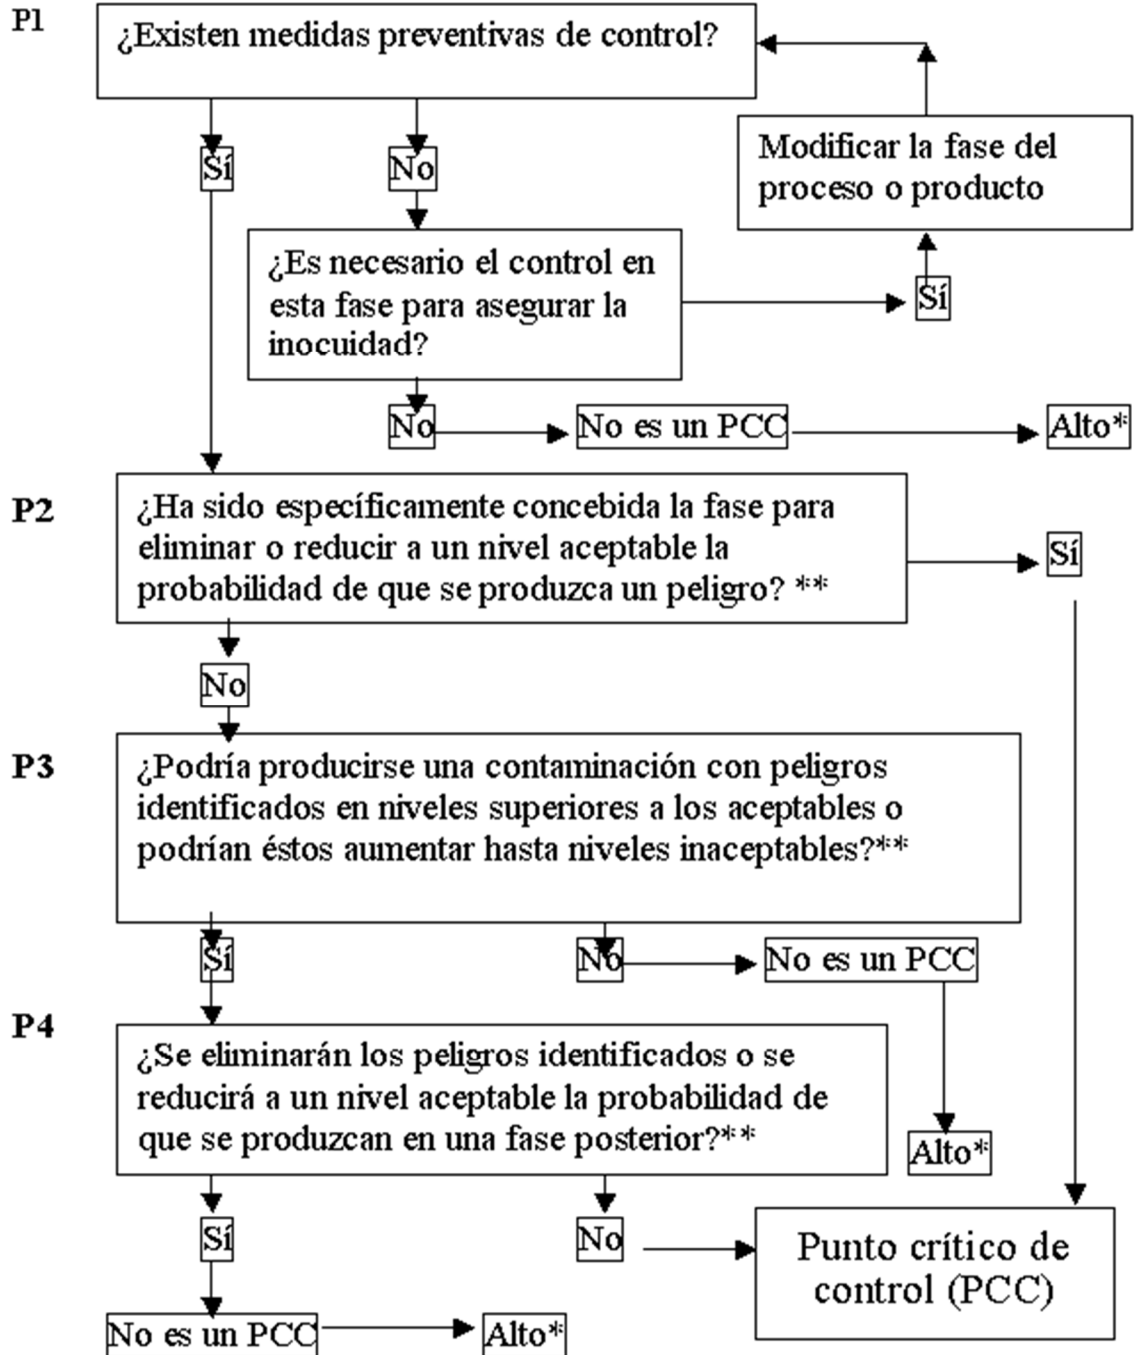 P1
¿Existen medidas preventivas de control?
Modificar la fase del
proceso o producto
Sí
No
¿Es necesario el control en
esta fase para asegurar la
inocuidad?
Sí
No
No es un PCC
Alto*
P2
¿Ha sido específicamente concebida la fase para
eliminar o reducir a un nivel aceptable la
probabilidad de que se produzca un peligro? **
Sí
No
P3
¿Podría producirse una contaminación con peligros
identificados en niveles superiores a los aceptables o
podrían éstos aumentar hasta niveles inaceptables?**
Sí
No
No es un PCC
Alto*
P4
¿Se eliminarán los peligros identificados o se
reducirá a un nivel aceptable la probabilidad de
que se produzcan en una fase posterior?**
Sí
No
Punto crítico de
control (PCC)
No es un PCC
Alto*